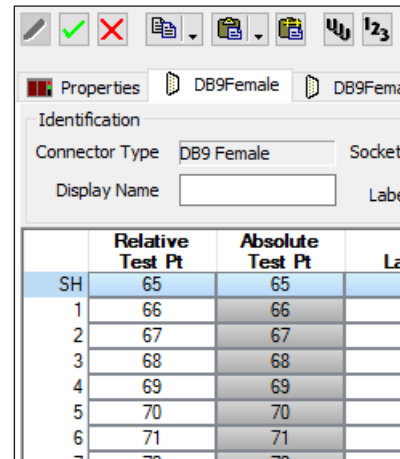 Properties DB9Female DB9Fema
Identification
Connector Type DB9 Female Socket
Display Name Labe
Relative Test Pt Absolute Test Pt La
SH 65 65
1 66 66
2 67 67
3 68 68
4 69 69
5 70 70
6 71 71